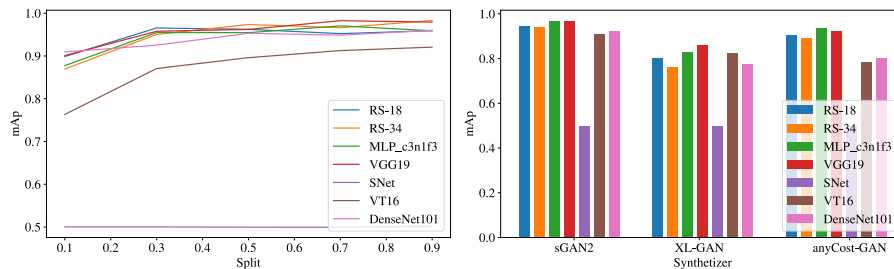 1.0
0.9
0.8
0.7
0.6
0.5
mAp
0.1 0.2 0.3 0.4 0.5 0.6 0.7 0.8 0.9
Split
RS-18
RS-34
MLP_c3n1f3
VGG19
SNet
VT16
DenseNet101
1.0
0.8
0.6
0.4
0.2
0.0
mAp
sGAN2 XL-GAN anyCost-GAN
Synthetizer
RS-18
RS-34
MLP_c3n1f3
VGG19
SNet
VT16
DenseNet101